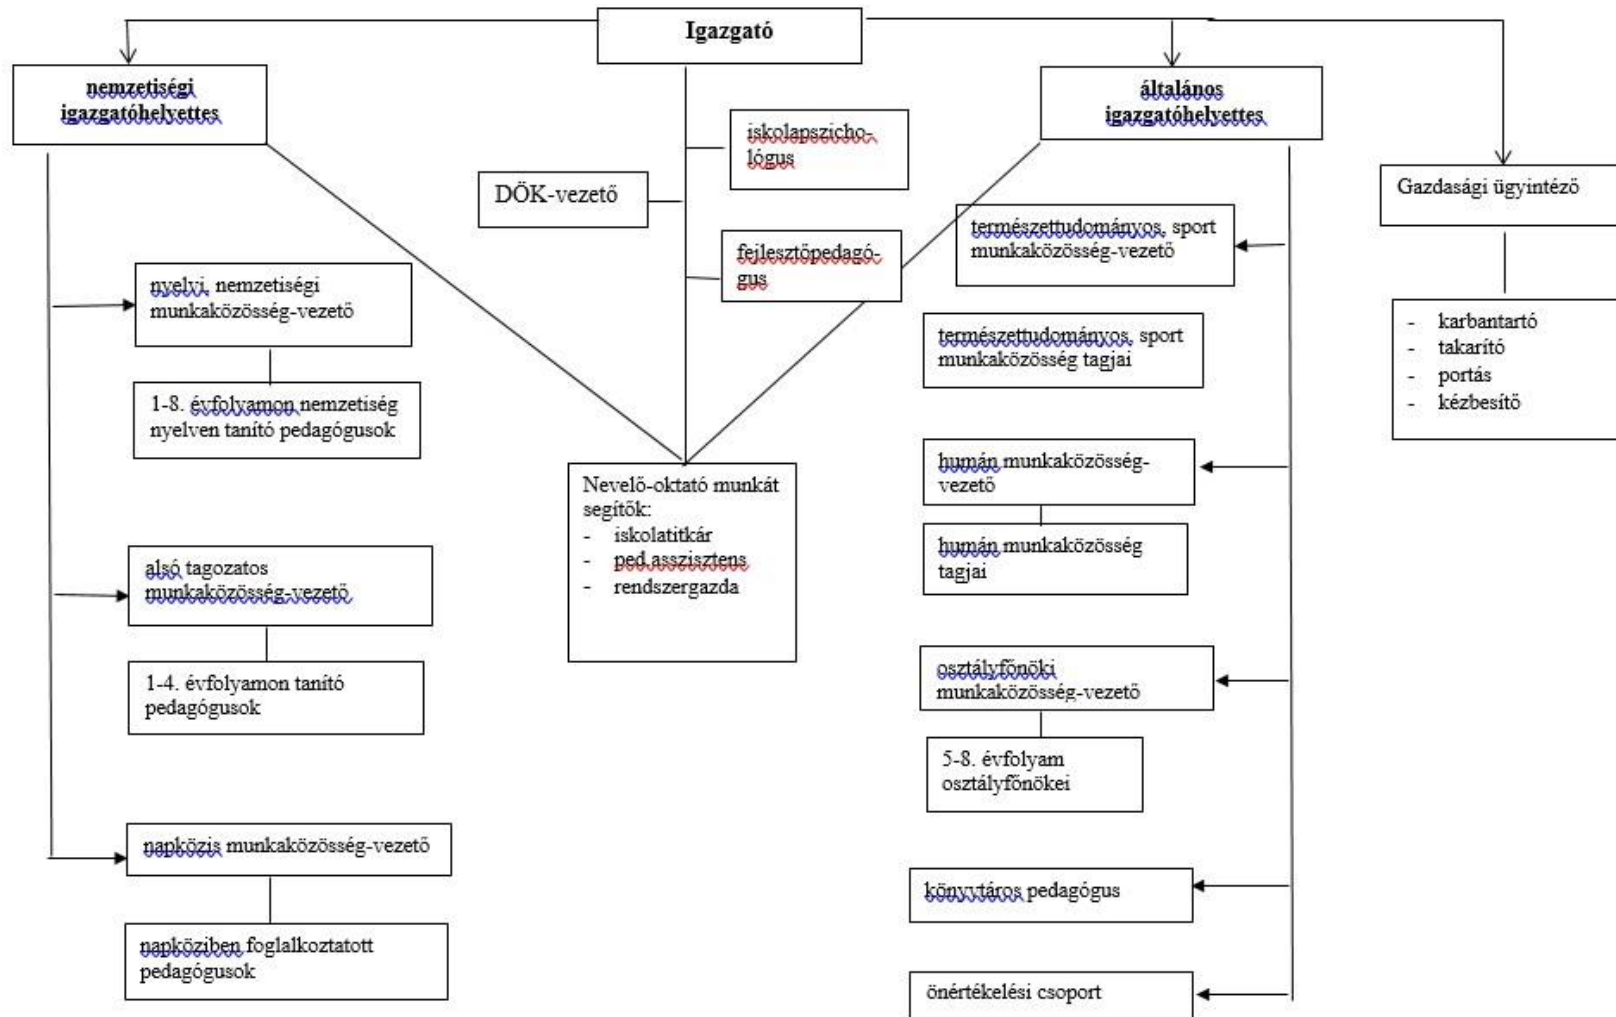 Igazgató
nemzetiségi
igazgatóhelyettes
általános
igazgatóhelyettes
iskolapszicho-
lógus
DÖK-vezető
fejlesztőpedagó-
gus
Gazdasági ügyintéző
- karbantartó
- takarító
- portás
- kézbesítő
nyelvi, nemzetiségi
munkaközösség-vezető
1-8. évfolyamon nemzetiség
nyelven tanító pedagógusok
alsó tagozatos
munkaközösség-vezető
1-4. évfolyamon tanító
pedagógusok
napközis munkaközösség-vezető
napköziben foglalkoztatott
pedagógusok
Nevelő-oktató munkát
segítők:
- iskolatitkár
- ped.asszisztens
- rendszergazda
természettudományos, sport
munkaközösség-vezető
természettudományos, sport
munkaközösség tagjai
humán munkaközösség-
vezető
humán munkaközösség
tagjai
osztályfőnöki
munkaközösség-vezető
5-8. évfolyam
osztályfőnökei
könyvtáros pedagógus
önértékelési csoport